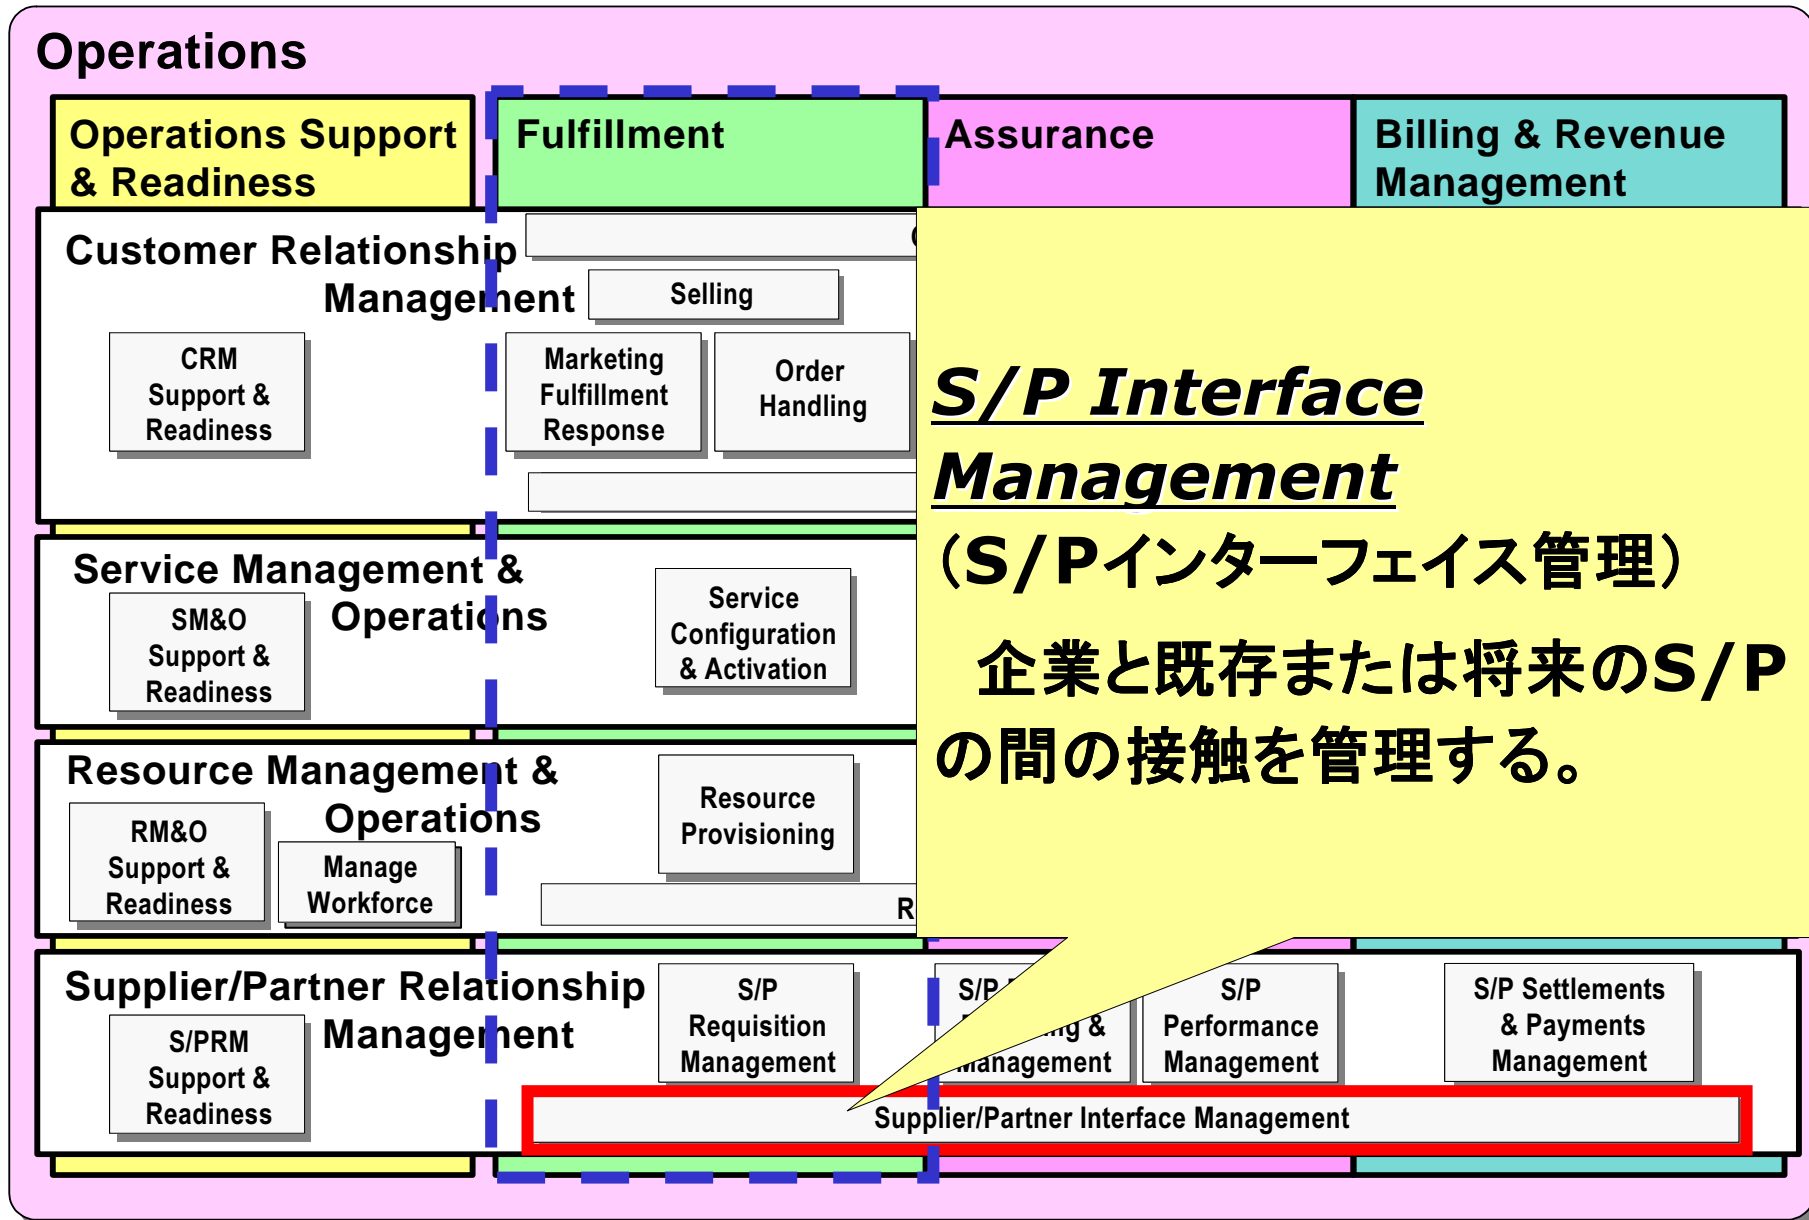 Operations
Operations Support
& Readiness
Fulfillment
Assurance
Billing & Revenue
Management
Customer Relationship
Management
Selling
CRM
Support &
Readiness
Marketing
Fulfillment
Response
Order
Handling
S/P Interface
Management
（S/Pインターフェイス管理）
企業と既存または将来のS/P
の間の接触を管理する。
Service Management &
Operations
SM&O
Support &
Readiness
Service
Configuration
& Activation
Resource Management &
Operations
RM&O
Support &
Readiness
Manage
Workforce
Resource
Provisioning
R
Supplier/Partner Relationship
Management
S/PRM
Support &
Readiness
S/P
Requisition
Management
S/P
&
Management
S/P
Performance
Management
S/P Settlements
& Payments
Management
Supplier/Partner Interface Management